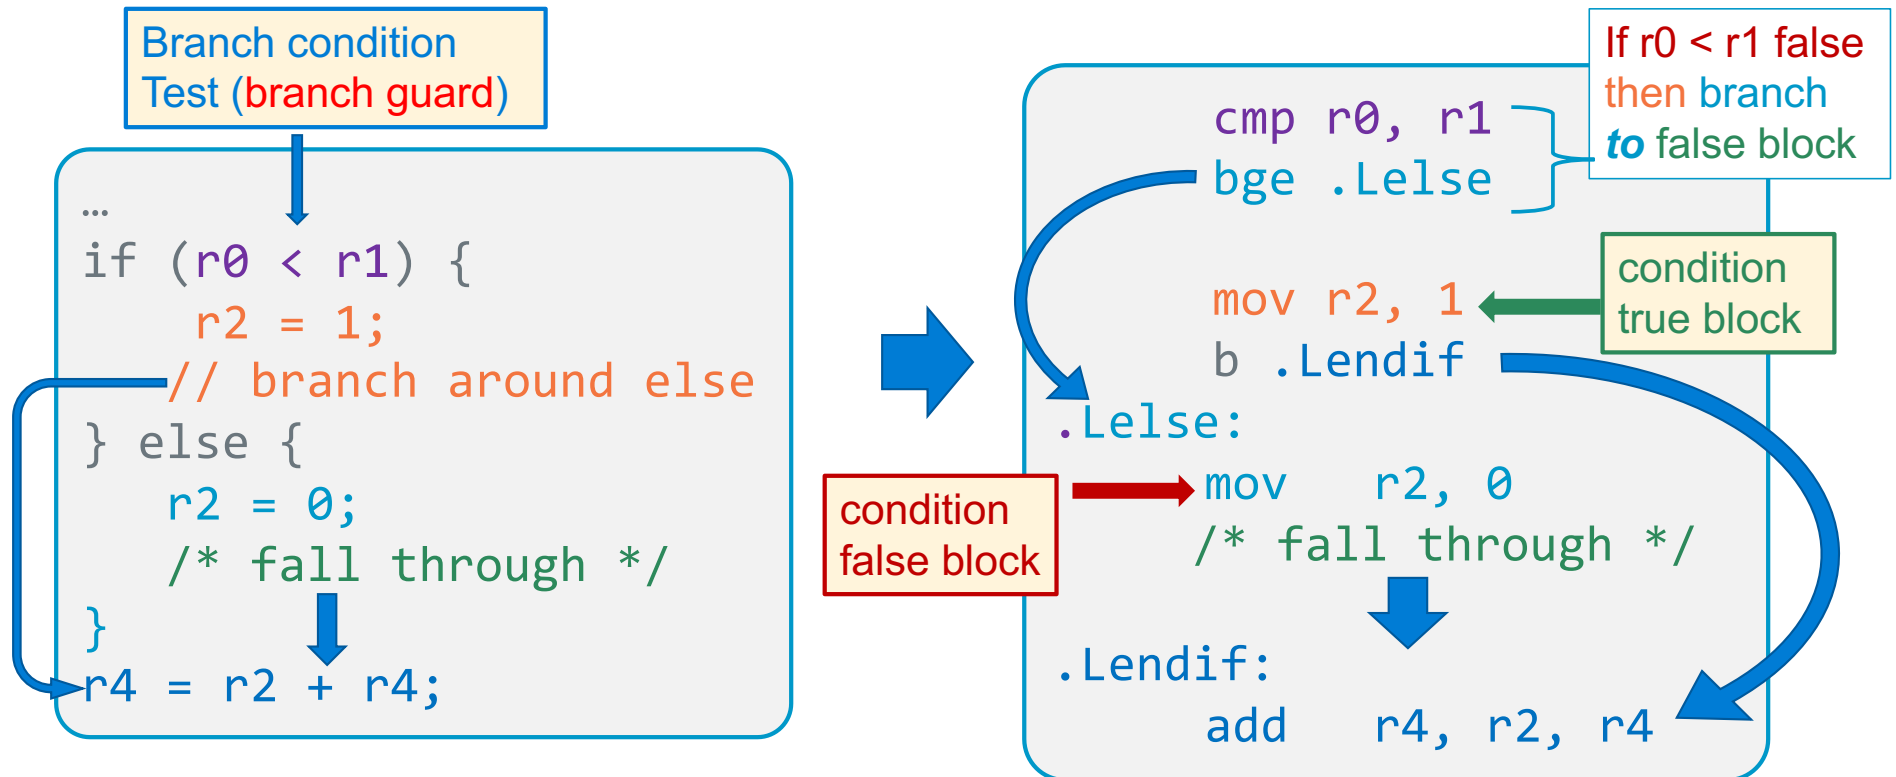 Branch condition
Test (branch guard)
…
if (r0 < r1) {
r2 = 1;
// branch around else
} else {
r2 = 0;
/* fall through */
}
r4 = r2 + r4;
If r0 < r1 false
then branch
to false block
cmp r0, r1
bge .Lelse
condition
true block
mov r2, 1
b .Lendif
.Lelse:
condition
false block
mov r2, 0
/* fall through */
.Lendif:
add r4, r2, r4